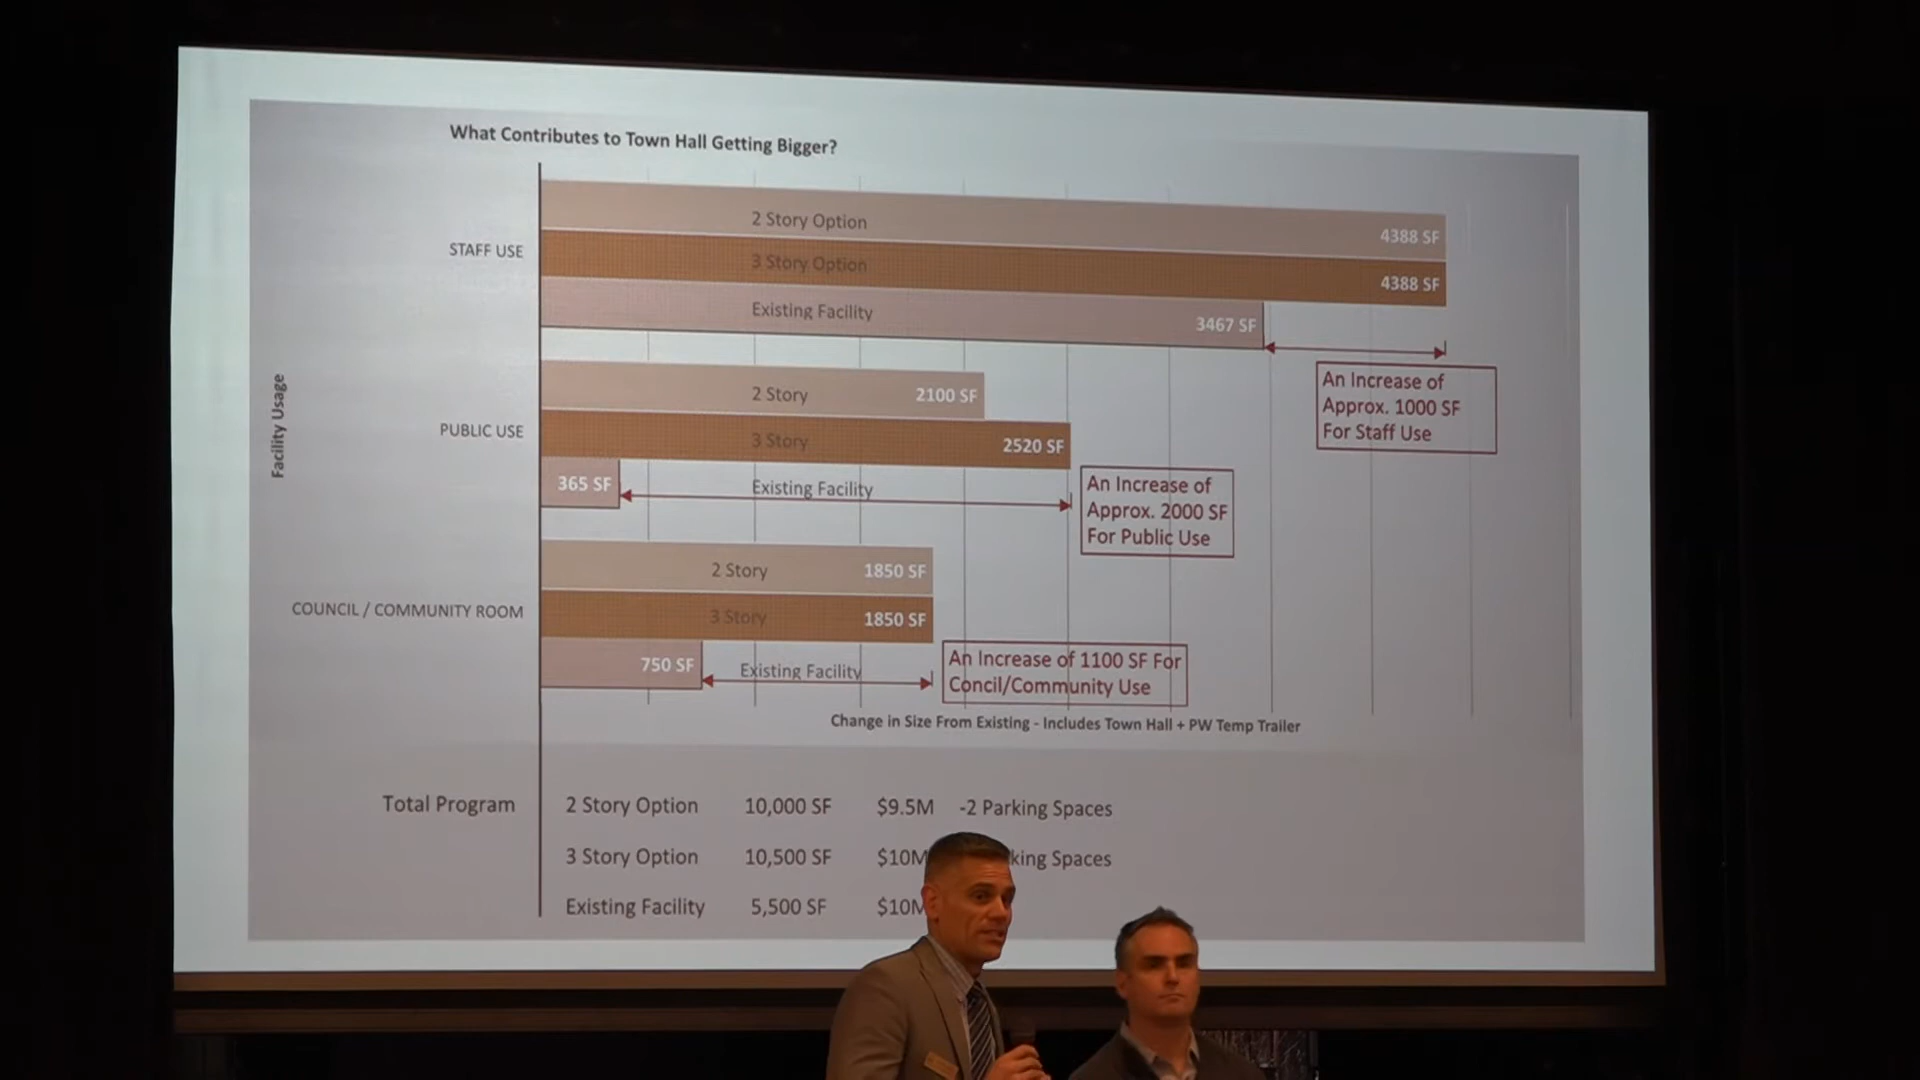 What Contributes to Town Hall Getting Bigger?
Facility Usage
STAFF USE
2 Story Option
4388 SF
3 Story Option
4388 SF
Existing Facility
3467 SF
An Increase of
Approx. 1000 SF
For Staff Use
PUBLIC USE
2 Story
2100 SF
3 Story
2520 SF
365 SF
Existing Facility
An Increase of
Approx. 2000 SF
For Public Use
COUNCIL / COMMUNITY ROOM
2 Story
1850 SF
3 Story
1850 SF
750 SF
Existing Facility
An Increase of 1100 SF For
Concil/Community Use
Change in Size From Existing - Includes Town Hall + PW Temp Trailer
Total Program
2 Story Option 10,000 SF $9.5M -2 Parking Spaces
3 Story Option 10,500 SF $10M Spaces
Existing Facility 5,500 SF $10M